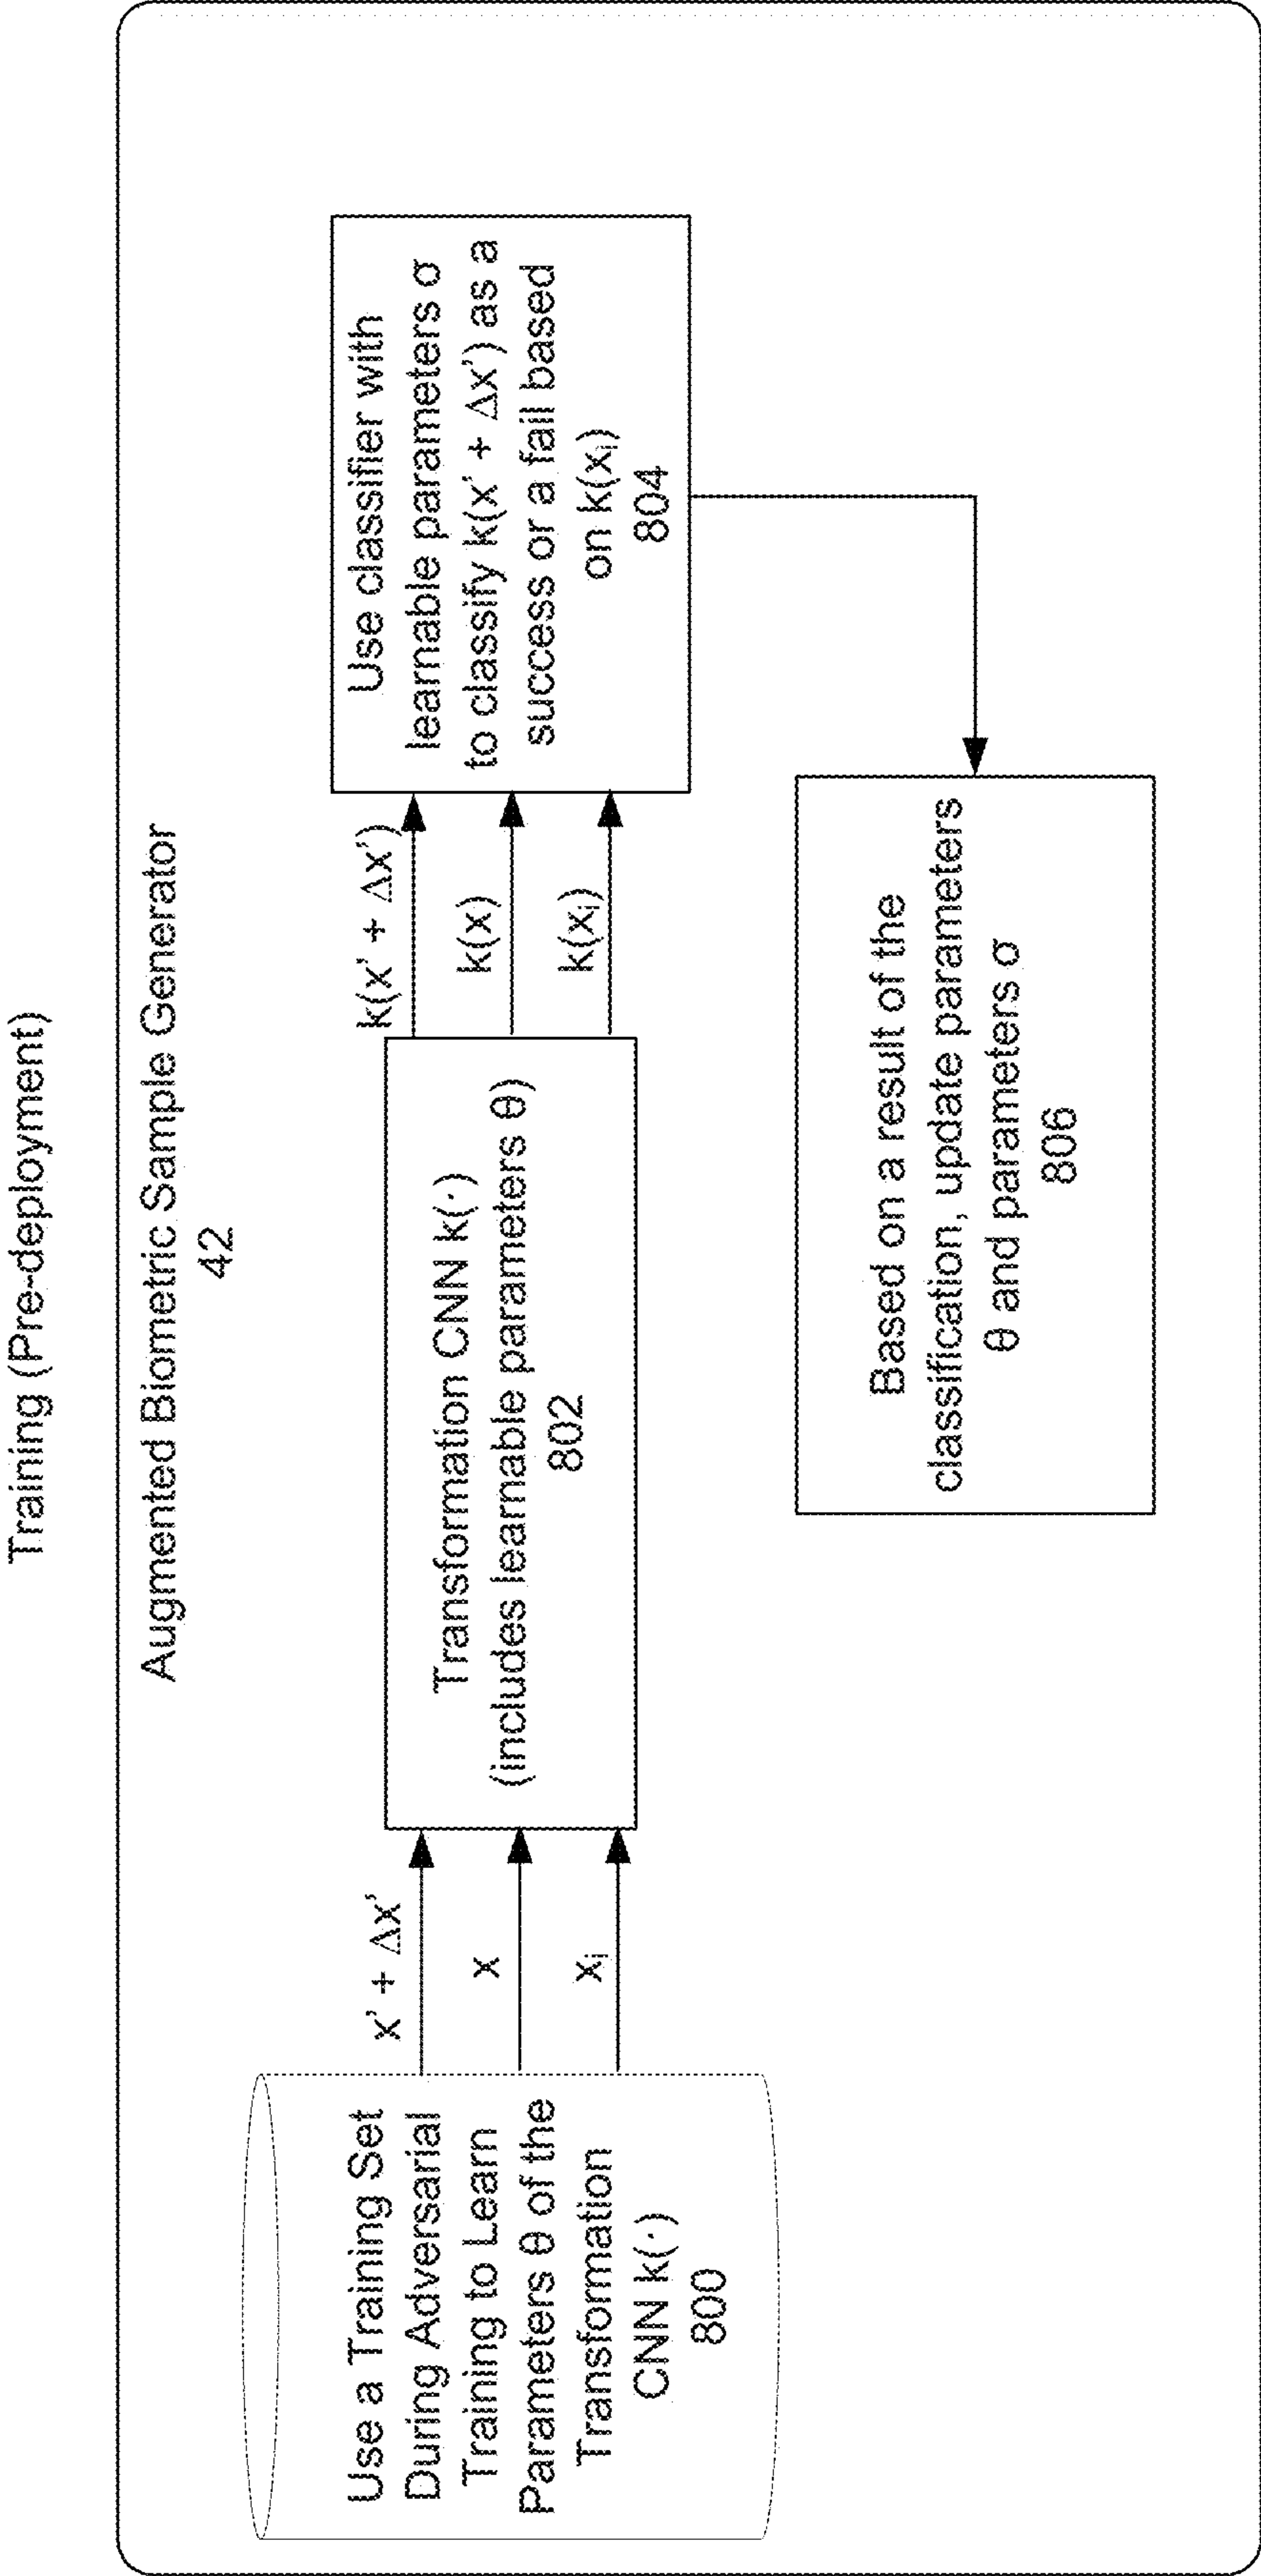 Training (Pre-deployment)
Augmented Biometric Sample Generator
42
Use a Training Set
During Adversarial
Training to Learn
Parameters θ of the
Transformation
CNN k(·)
800
x' + Δx'
x
xᵢ
Transformation CNN k(·)
(includes learnable parameters θ)
802
k(x' + Δx')
k(x)
k(xᵢ)
Use classifier with
learnable parameters σ
to classify k(x' + Δx') as a
success or a fail based
on k(xᵢ)
804
Based on a result of the
classification, update parameters
θ and parameters σ
806